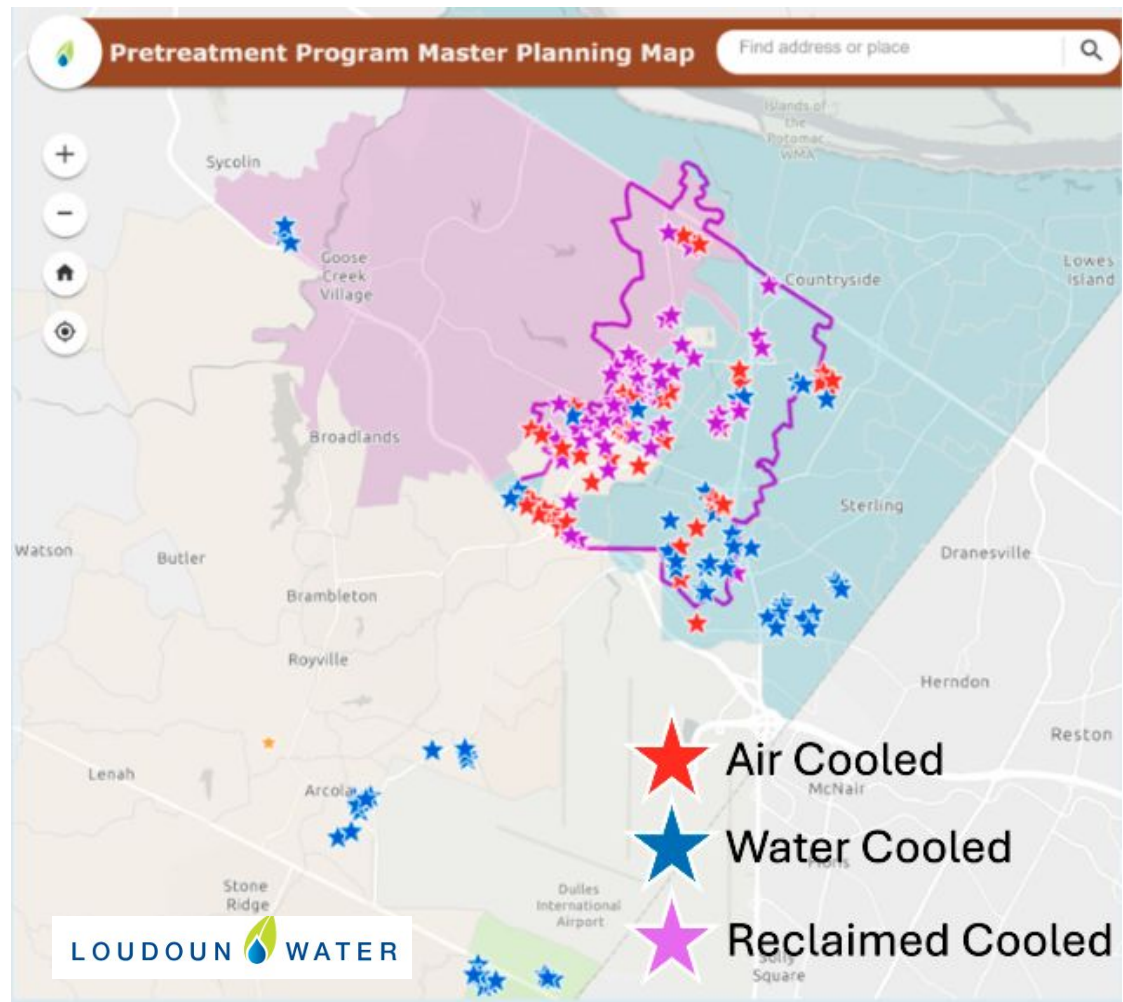 Pretreatment Program Master Planning Map
Find address or place
Islands of
the
Potomac
WMA
Sycolin
Goose
Creek
Village
Countryside
Lowes
Island
Broadlands
Sterling
Watson
Butler
Dranesville
Brambleton
Royville
Herndon
Reston
Lenah
Arcola
Air Cooled
McNair
Water Cooled
Stone
Ridge
Dulles
International
Airport
Reclaimed Cooled
LOUDOUN WATER
Sully
Square